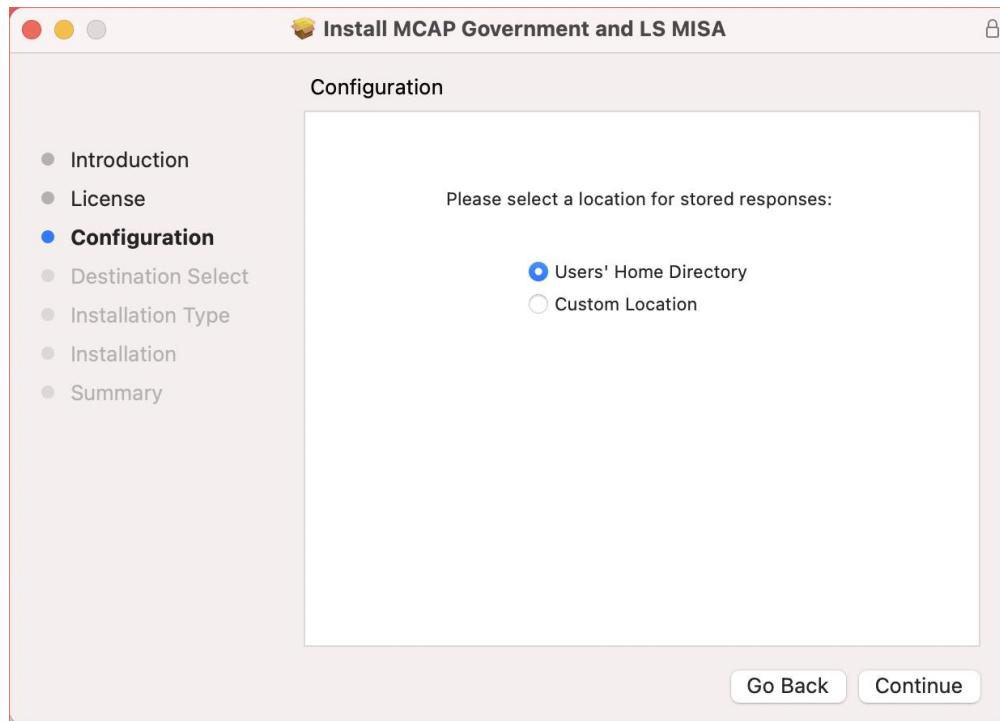 Install MCAP Government and LS MISA
Configuration
Introduction
License
Configuration
Destination Select
Installation Type
Installation
Summary
Please select a location for stored responses:
Users' Home Directory
Custom Location
Go Back
Continue